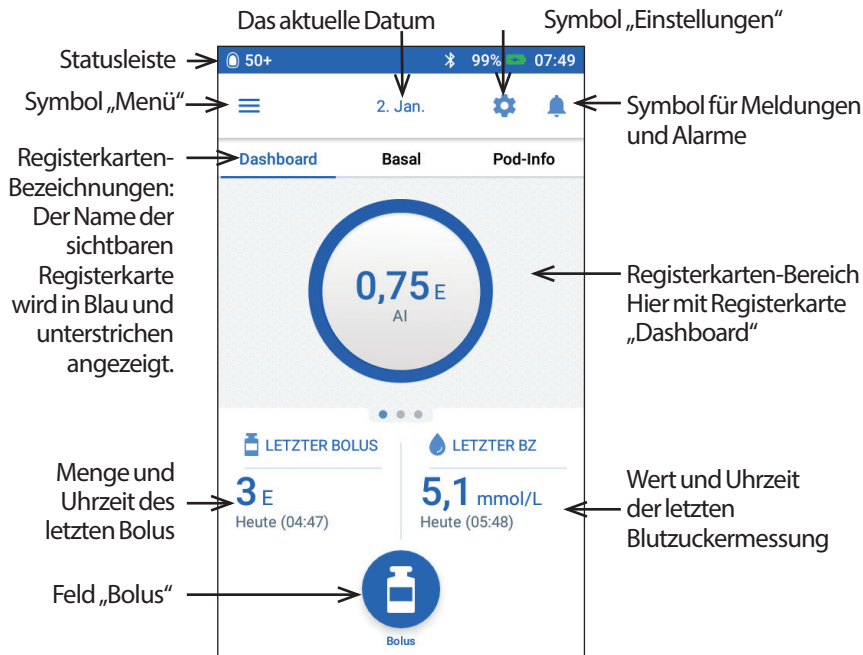 Das aktuelle Datum
Symbol „Einstellungen“
Statusleiste
50+
99%
07:49
Symbol „Menü“
2. Jan.
Symbol für Meldungen
und Alarme
Registerkarten-
Bezeichnungen:
Der Name der
sichtbaren
Registerkarte
wird in Blau und
unterstrichen
angezeigt.
Dashboard
Basal
Pod-Info
0,75 E
AI
Registerkarten-Bereich
Hier mit Registerkarte
„Dashboard“
LETZTER BOLUS
LETZTER BZ
Menge und
Uhrzeit des
letzten Bolus
3 E
Heute (04:47)
5,1 mmol/L
Heute (05:48)
Wert und Uhrzeit
der letzten
Blutzuckermessung
Feld „Bolus“
Bolus